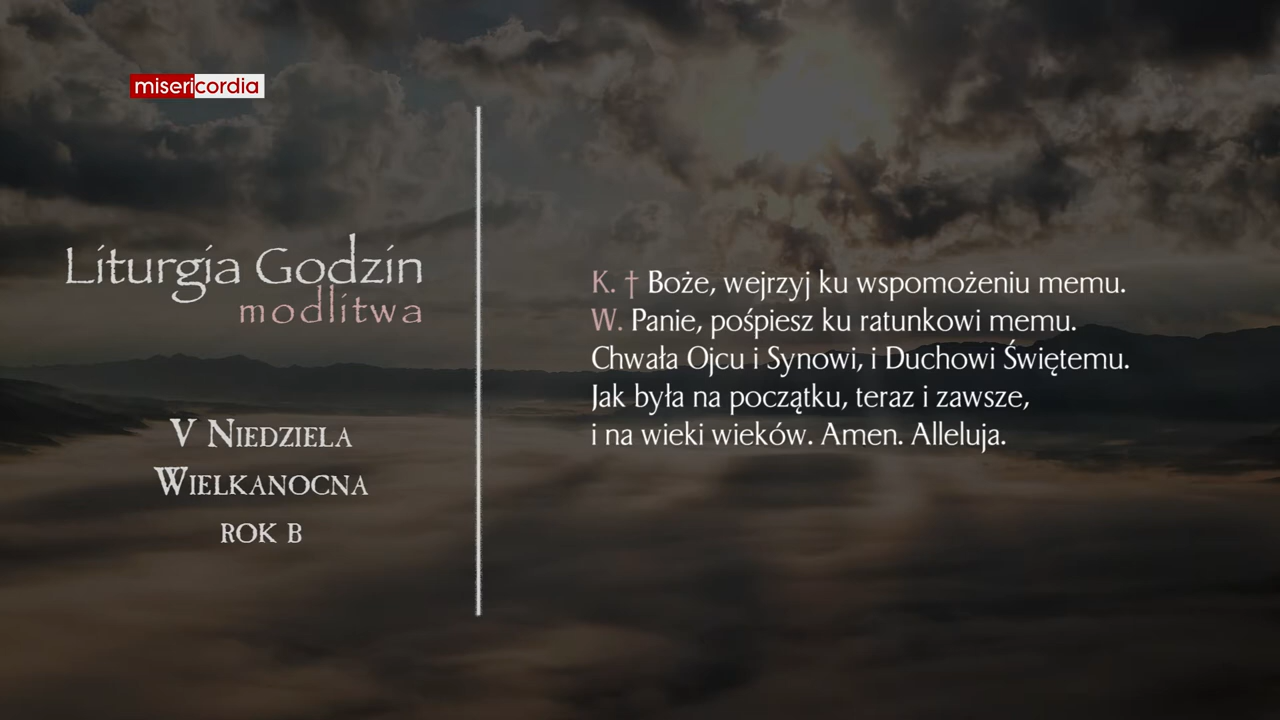 misericordia
Liturgia Godzin
modlitwa
V Niedziela
Wielkanocna
rok B
K. † Boże, wejrzyj ku wspomożeniu memu.
W. Panie, pośpiesz ku ratunkowi memu.
Chwała Ojcu i Synowi, i Duchowi Świętemu.
Jak była na początku, teraz i zawsze,
i na wieki wieków. Amen. Alleluja.